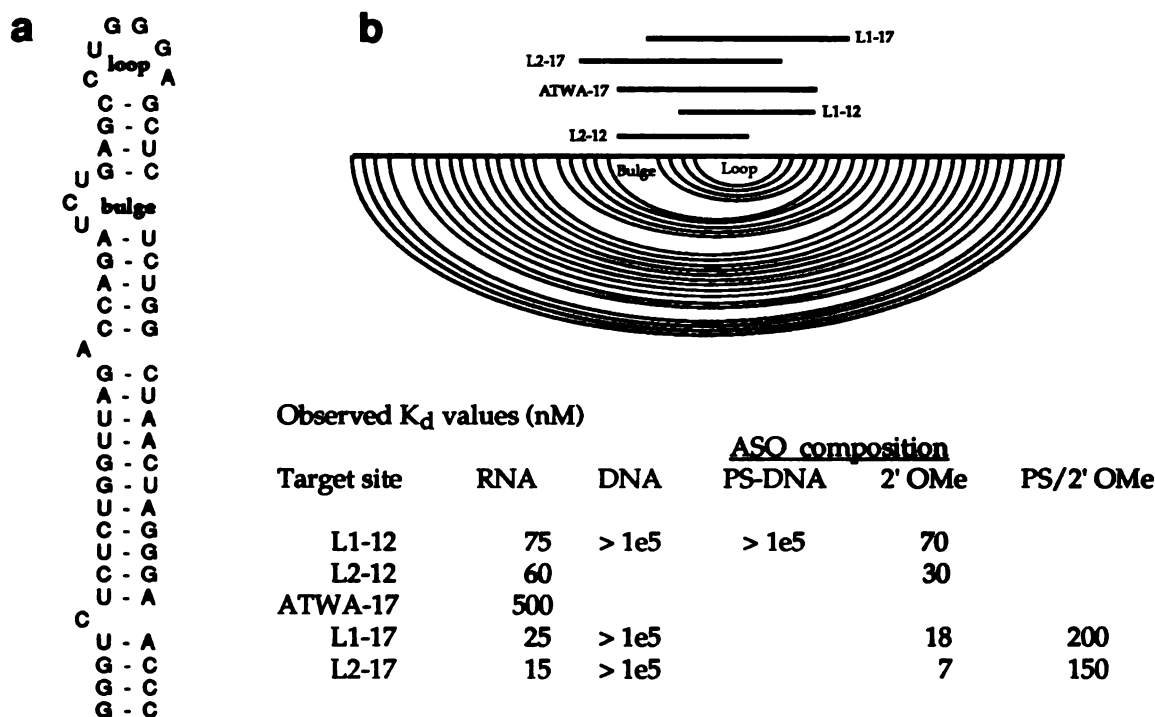 a
G G
U G
loop
C A
C - G
G - C
A - U
G - C
U
C bulge
U
A - U
G - C
A - U
C - G
C - G
A
G - C
A - U
U - A
U - A
G - C
G - U
U - A
C - G
U - G
C - G
U - A
C
U - A
G - C
G - C
G - C
b
L1-17
L2-17
ATWA-17
L1-12
L2-12
Bulge Loop
Observed Kd values (nM)
ASO composition
Target site RNA DNA PS-DNA 2' OMe PS/2' OMe
L1-12 75 > 1e5 > 1e5 70
L2-12 60 30
ATWA-17 500
L1-17 25 > 1e5 18 200
L2-17 15 > 1e5 7 150